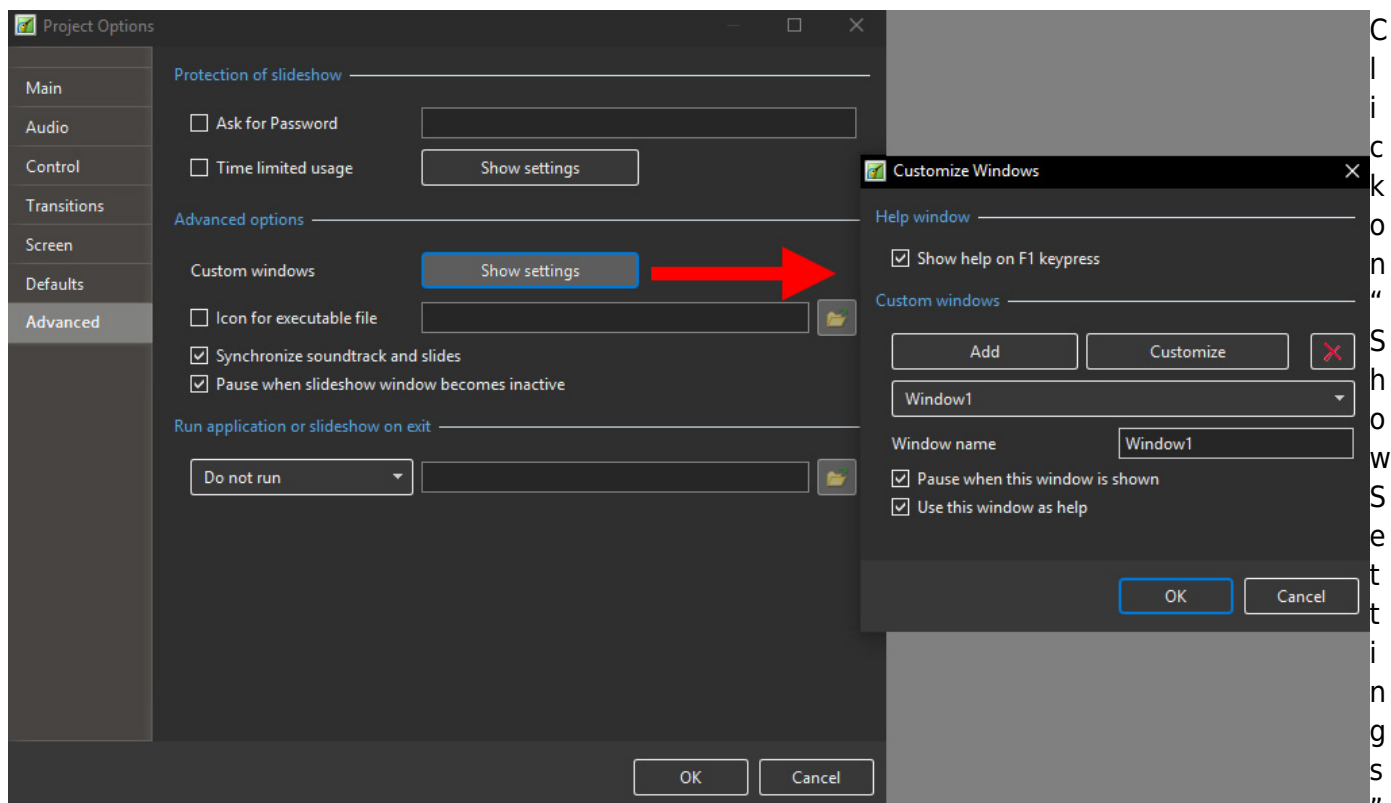 Project Options
Main
Audio
Control
Transitions
Screen
Defaults
Advanced
Protection of slideshow
Ask for Password
Time limited usage
Show settings
Advanced options
Custom windows
Show settings
Icon for executable file
Synchronize soundtrack and slides
Pause when slideshow window becomes inactive
Run application or slideshow on exit
Do not run
OK
Cancel
Customize Windows
Help window
Show help on F1 keypress
Custom windows
Add
Customize
Window1
Window name
Window1
Pause when this window is shown
Use this window as help
OK
Cancel
C
l
i
c
k
o
n
“
S
h
o
w
S
e
t
t
i
n
g
s
”